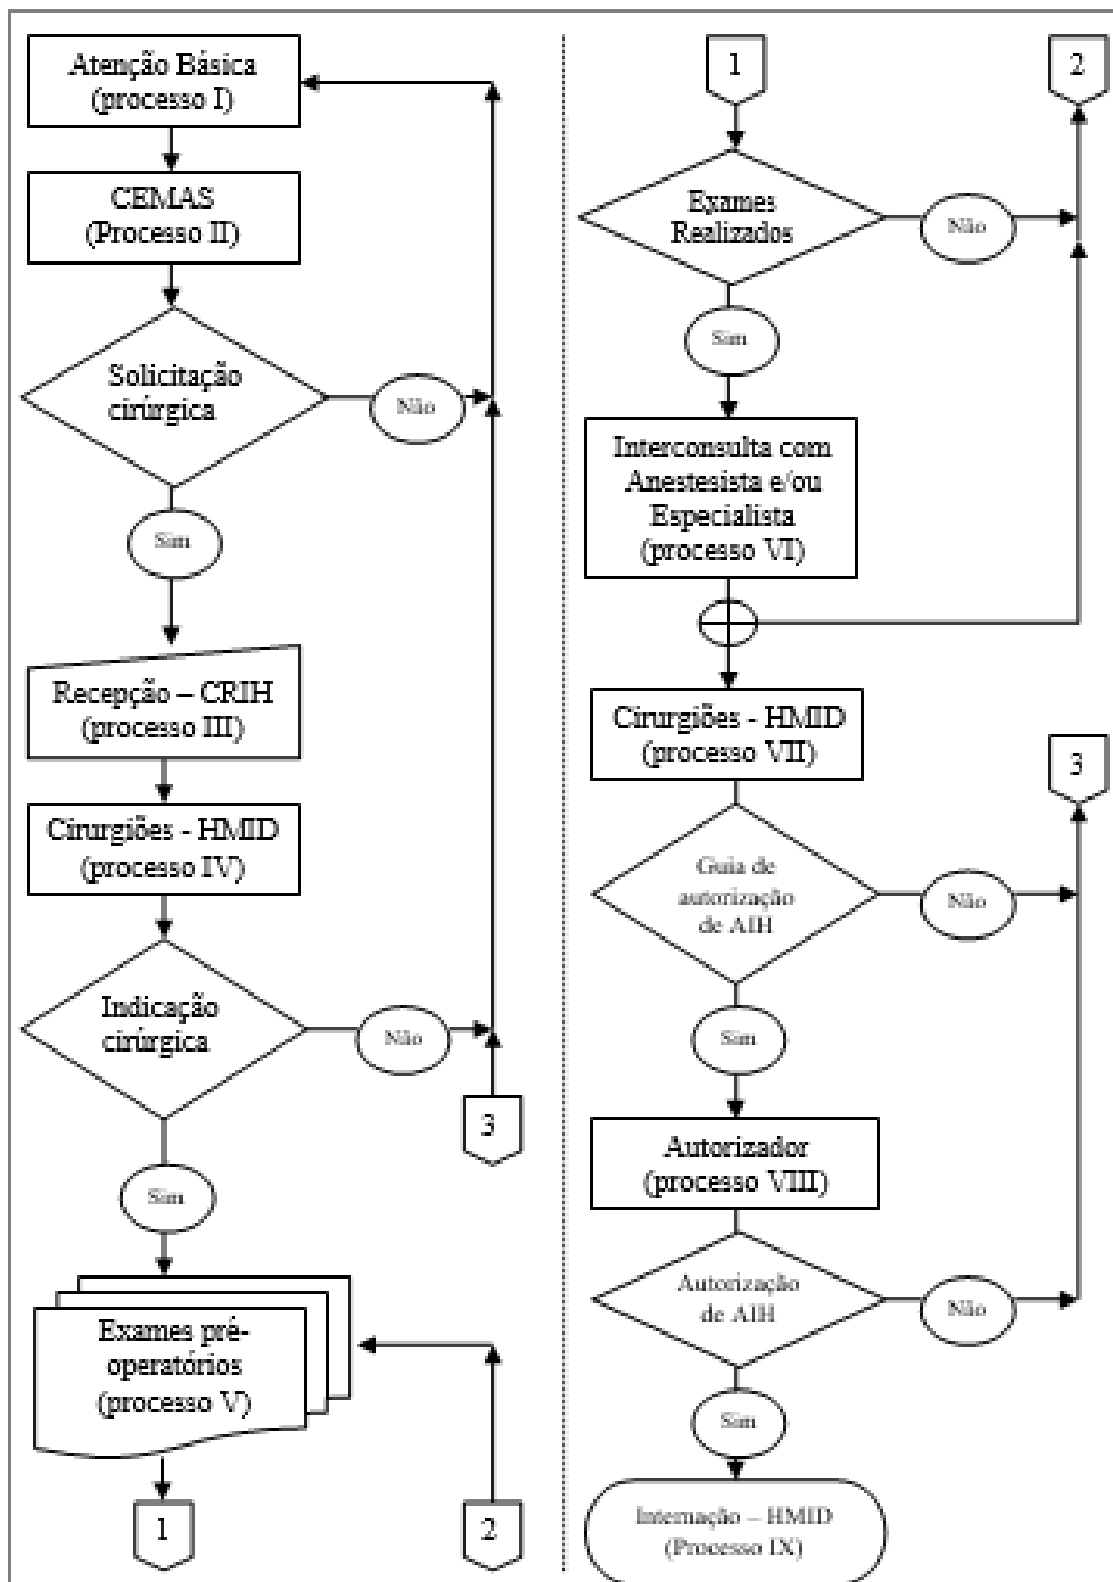 Atenção Básica
(processo I)
CEMAS
(Processo II)
Solicitação
cirúrgica
Não
Sim
Recepção – CRIH
(processo III)
Cirurgiões - HMID
(processo IV)
Indicação
cirúrgica
Não
3
Sim
Exames pré-
operatórios
(processo V)
1
2
1
2
Exames
Realizados
Não
Sim
Interconsulta com
Anestesista e/ou
Especialista
(processo VI)
Cirurgiões - HMID
(processo VII)
3
Guia de
autorização
de AIH
Não
Sim
Autorizador
(processo VIII)
Autorização
de AIH
Não
Sim
Internação – HMID
(Processo IX)